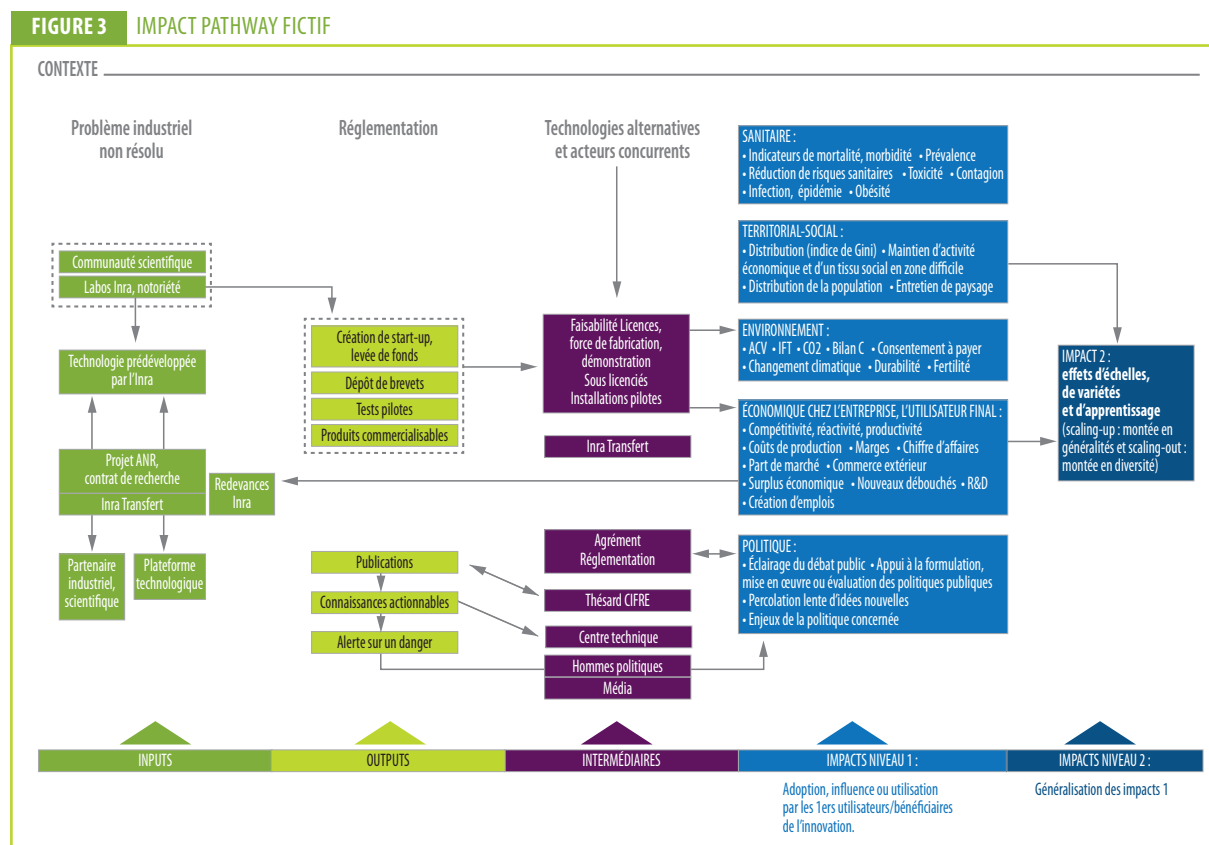 FIGURE 3
IMPACT PATHWAY FICTIF
CONTEXTE
Problème industriel
non résolu
Réglementation
Technologies alternatives
et acteurs concurrents
Communauté scientifique
Labos Inra, notoriété
Technologie prédéveloppée
par l'Inra
Projet ANR,
contrat de recherche
Inra Transfert
Redevances
Inra
Partenaire
industriel,
scientifique
Plateforme
technologique
Création de start-up,
levée de fonds
Dépôt de brevets
Tests pilotes
Produits commercialisables
Publications
Connaissances actionnables
Alerte sur un danger
Faisabilité Licences,
force de fabrication,
démonstration
Sous licenciés
Installations pilotes
Inra Transfert
Agrément
Réglementation
Thésard CIFRE
Centre technique
Hommes politiques
Média
SANITAIRE :
• Indicateurs de mortalité, morbidité • Prévalence
• Réduction de risques sanitaires • Toxicité • Contagion
• Infection, épidémie • Obésité
TERRITORIAL-SOCIAL :
• Distribution (indice de Gini) • Maintien d'activité
économique et d'un tissu social en zone difficile
• Distribution de la population • Entretien de paysage
ENVIRONNEMENT :
• ACV • IFT • CO2 • Bilan C • Consentement à payer
• Changement climatique • Durabilité • Fertilité
ÉCONOMIQUE CHEZ L'ENTREPRISE, L'UTILISATEUR FINAL :
• Compétitivité, réactivité, productivité
• Coûts de production • Marges • Chiffre d'affaires
• Part de marché • Commerce extérieur
• Surplus économique • Nouveaux débouchés • R&D
• Création d'emplois
POLITIQUE :
• Éclairage du débat public • Appui à la formulation,
mise en œuvre ou évaluation des politiques publiques
• Percolation lente d'idées nouvelles
• Enjeux de la politique concernée
IMPACT 2 :
effets d'échelles,
de variétés
et d'apprentissage
(scaling-up : montée en
généralités et scaling-out :
montée en diversité)
INPUTS
OUTPUTS
INTERMÉDIAIRES
IMPACTS NIVEAU 1 :
IMPACTS NIVEAU 2 :
Adoption, influence ou utilisation
par les 1ers utilisateurs/bénéficiaires
de l'innovation.
Généralisation des impacts 1